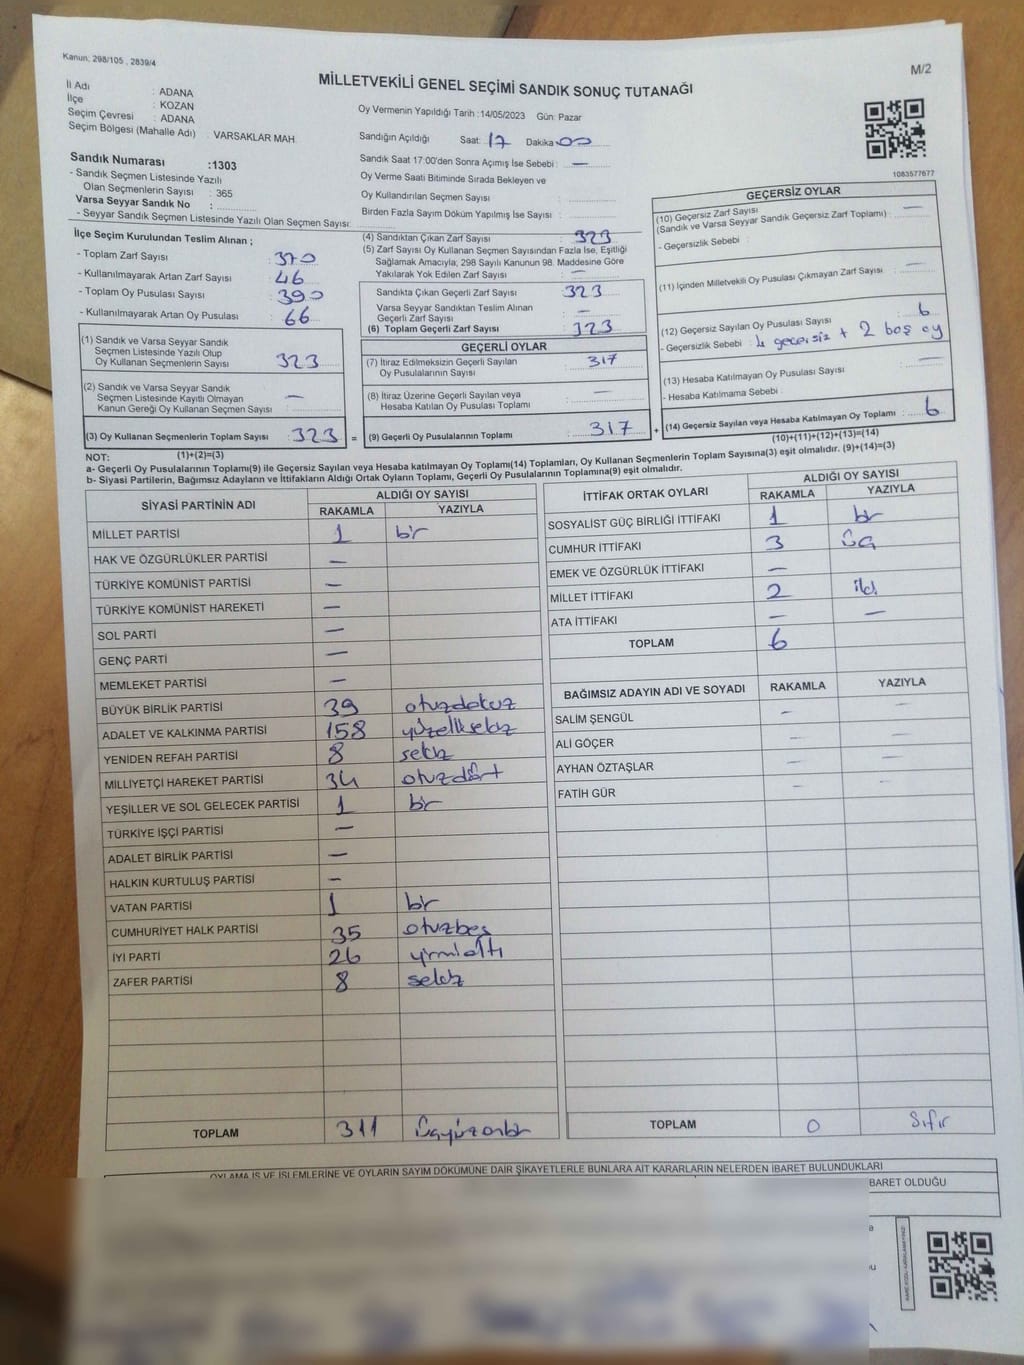 Kanun: 298/105 , 2839/4
M/2
MİLLETVEKİLİ GENEL SEÇİMİ SANDIK SONUÇ TUTANAĞI
İl Adı : ADANA
İlçe : KOZAN
Seçim Çevresi : ADANA
Seçim Bölgesi (Mahalle Adı) : VARSAKLAR MAH.
Sandık Numarası :1303
- Sandık Seçmen Listesinde Yazılı
Olan Seçmenlerin Sayısı : 365
Varsa Seyyar Sandık No :
- Seyyar Sandık Seçmen Listesinde Yazılı Olan Seçmen Sayısı:
Oy Vermenin Yapıldığı Tarih :14/05/2023 Gün: Pazar
Sandığın Açıldığı Saat: 17 Dakika 00
Sandık Saat 17:00'den Sonra Açımış İse Sebebi : —
Oy Verme Saati Bitiminde Sırada Bekleyen ve
Oy Kullandırılan Seçmen Sayısı :
Birden Fazla Sayım Döküm Yapılmış İse Sayısı :
1083577677
İlçe Seçim Kurulundan Teslim Alınan ;
- Toplam Zarf Sayısı : 370
- Kullanılmayarak Artan Zarf Sayısı : 46
- Toplam Oy Pusulası Sayısı : 390
- Kullanılmayarak Artan Oy Pusulası : 66
(1) Sandık ve Varsa Seyyar Sandık
Seçmen Listesinde Yazılı Olup
Oy Kullanan Seçmenlerin Sayısı : 323
(2) Sandık ve Varsa Seyyar Sandık
Seçmen Listesinde Kayıtlı Olmayan
Kanun Gereği Oy Kullanan Seçmen Sayısı : —
(3) Oy Kullanan Seçmenlerin Toplam Sayısı : 323 =
(1)+(2)=(3)
(4) Sandıktan Çıkan Zarf Sayısı : 323
(5) Zarf Sayısı Oy Kullanan Seçmen Sayısından Fazla İse, Eşitliği
Sağlamak Amacıyla, 298 Sayılı Kanunun 98. Maddesine Göre
Yakılarak Yok Edilen Zarf Sayısı : —
Sandıkta Çıkan Geçerli Zarf Sayısı : 323
Varsa Seyyar Sandıktan Teslim Alınan
Geçerli Zarf Sayısı : —
(6) Toplam Geçerli Zarf Sayısı : 323
GEÇERLİ OYLAR
(7) İtiraz Edilmeksizin Geçerli Sayılan
Oy Pusulalarının Sayısı : 317
(8) İtiraz Üzerine Geçerli Sayılan veya
Hesaba Katılan Oy Pusulası Toplamı : —
(9) Geçerli Oy Pusulalarının Toplamı : 317 +
GEÇERSİZ OYLAR
(10) Geçersiz Zarf Sayısı
(Sandık ve Varsa Seyyar Sandık Geçersiz Zarf Toplamı) : —
- Geçersizlik Sebebi :
(11) İçinden Milletvekili Oy Pusulası Çıkmayan Zarf Sayısı : —
(12) Geçersiz Sayılan Oy Pusulası Sayısı : 6
- Geçersizlik Sebebi : 4 geçersiz + 2 boş oy
(13) Hesaba Katılmayan Oy Pusulası Sayısı : —
- Hesaba Katılmama Sebebi :
(14) Geçersiz Sayılan veya Hesaba Katılmayan Oy Toplamı : 6
(10)+(11)+(12)+(13)=(14)
NOT:
a- Geçerli Oy Pusulalarının Toplamı(9) ile Geçersiz Sayılan veya Hesaba katılmayan Oy Toplamı(14) Toplamları, Oy Kullanan Seçmenlerin Toplam Sayısına(3) eşit olmalıdır. (9)+(14)=(3)
b- Siyasi Partilerin, Bağımsız Adayların ve İttifakların Aldığı Ortak Oyların Toplamı, Geçerli Oy Pusulalarının Toplamına(9) eşit olmalıdır.
SİYASİ PARTİNİN ADI ALDIĞI OY SAYISI
RAKAMLA YAZIYLA
MİLLET PARTİSİ 1 bir
HAK VE ÖZGÜRLÜKLER PARTİSİ —
TÜRKİYE KOMÜNİST PARTİSİ —
TÜRKİYE KOMÜNİST HAREKETİ —
SOL PARTİ —
GENÇ PARTİ —
MEMLEKET PARTİSİ —
BÜYÜK BİRLİK PARTİSİ 39 otuzdokuz
ADALET VE KALKINMA PARTİSİ 158 yüzellisekiz
YENİDEN REFAH PARTİSİ 8 sekiz
MİLLİYETÇİ HAREKET PARTİSİ 34 otuzdört
YEŞİLLER VE SOL GELECEK PARTİSİ 1 bir
TÜRKİYE İŞÇİ PARTİSİ —
ADALET BİRLİK PARTİSİ —
HALKIN KURTULUŞ PARTİSİ —
VATAN PARTİSİ 1 bir
CUMHURİYET HALK PARTİSİ 35 otuzbeş
İYİ PARTİ 26 yirmialtı
ZAFER PARTİSİ 8 sekiz
TOPLAM 311 üçyüzonbir
İTTİFAK ORTAK OYLARI ALDIĞI OY SAYISI
RAKAMLA YAZIYLA
SOSYALİST GÜÇ BİRLİĞİ İTTİFAKI 1 bir
CUMHUR İTTİFAKI 3 üç
EMEK VE ÖZGÜRLÜK İTTİFAKI —
MİLLET İTTİFAKI 2 iki
ATA İTTİFAKI — —
TOPLAM 6
BAĞIMSIZ ADAYIN ADI VE SOYADI RAKAMLA YAZIYLA
SALİM ŞENGÜL — —
ALİ GÖÇER — —
AYHAN ÖZTAŞLAR — —
FATİH GÜR — —
TOPLAM 0 Sıfır
OYLAMA İŞ VE İŞLEMLERİNE VE OYLARIN SAYIM DÖKÜMÜNE DAİR ŞİKAYETLERLE BUNLARA AİT KARARLARIN NELERDEN İBARET BULUNDUKLARI
BARET OLDUĞU